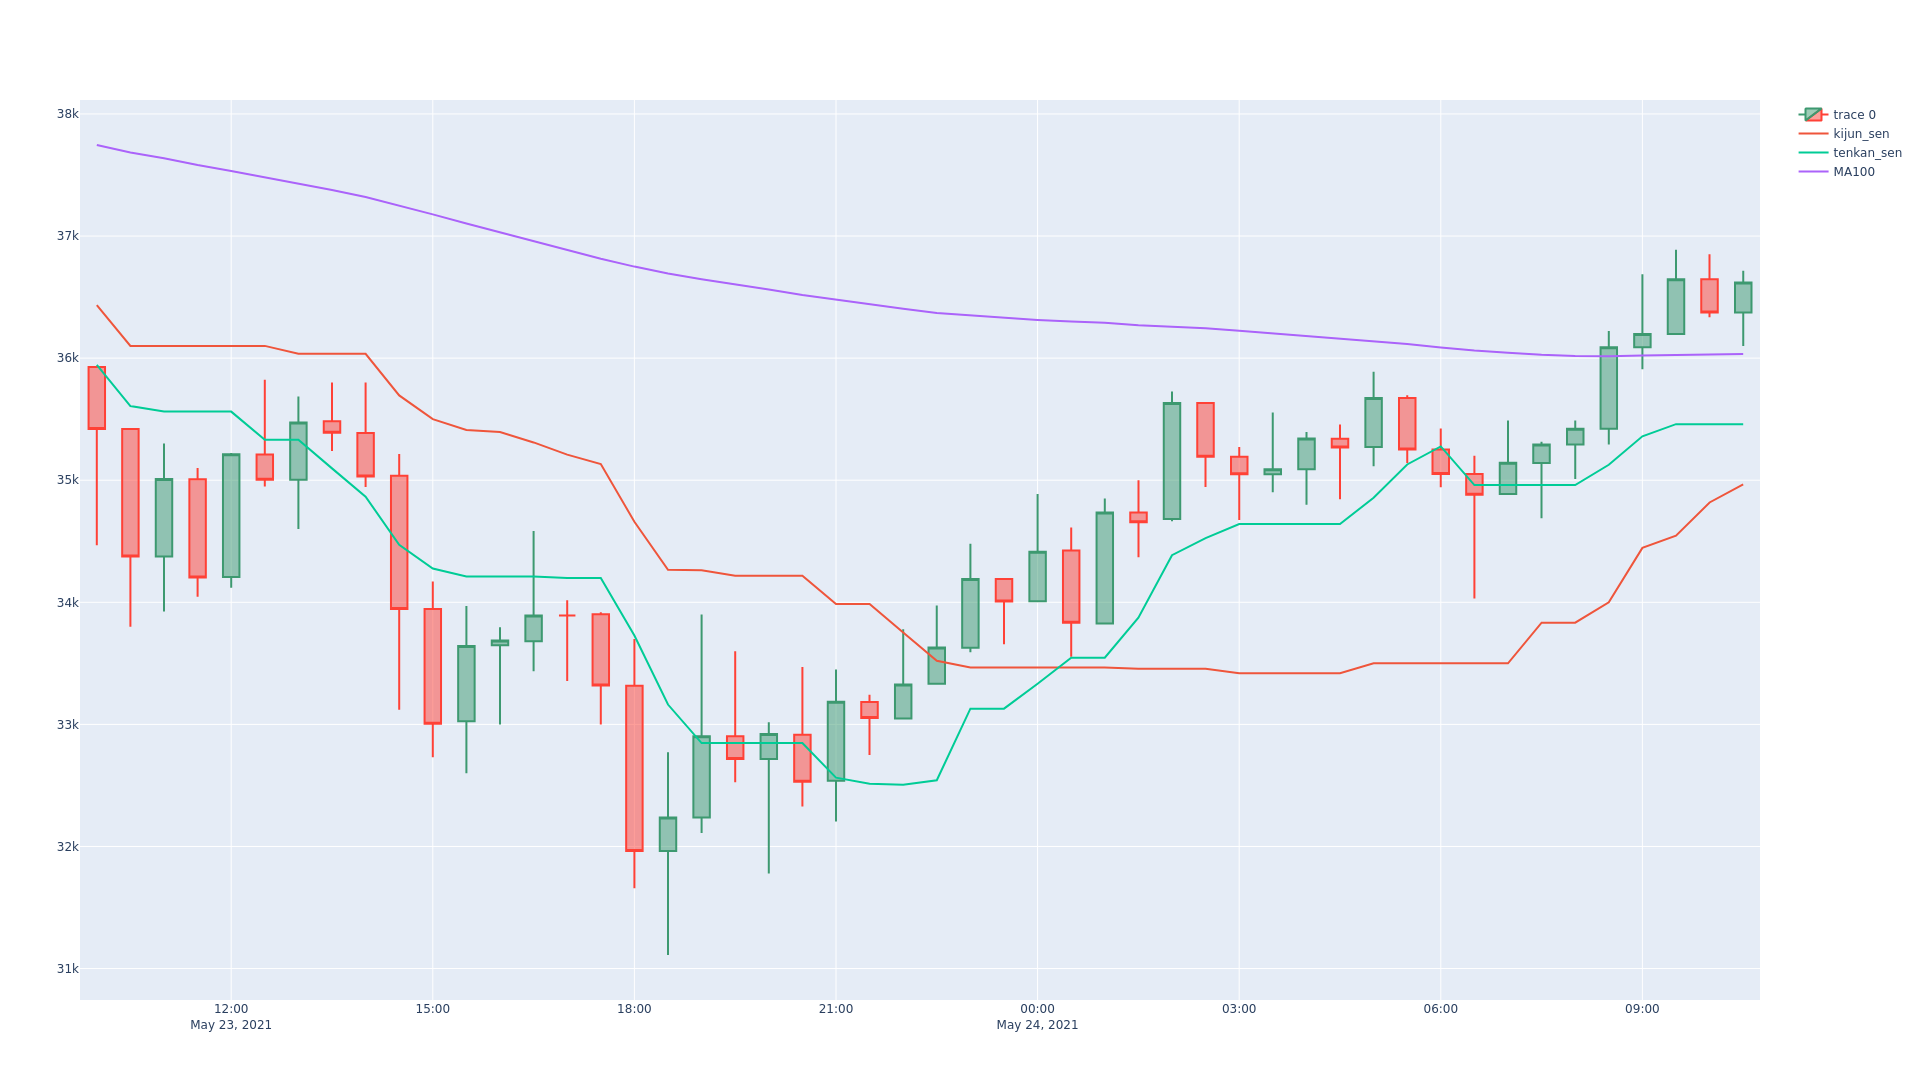 38k
37k
36k
35k
34k
33k
32k
31k
12:00
May 23, 2021
15:00
18:00
21:00
00:00
May 24, 2021
03:00
06:00
09:00
trace 0
kijun_sen
tenkan_sen
MA100